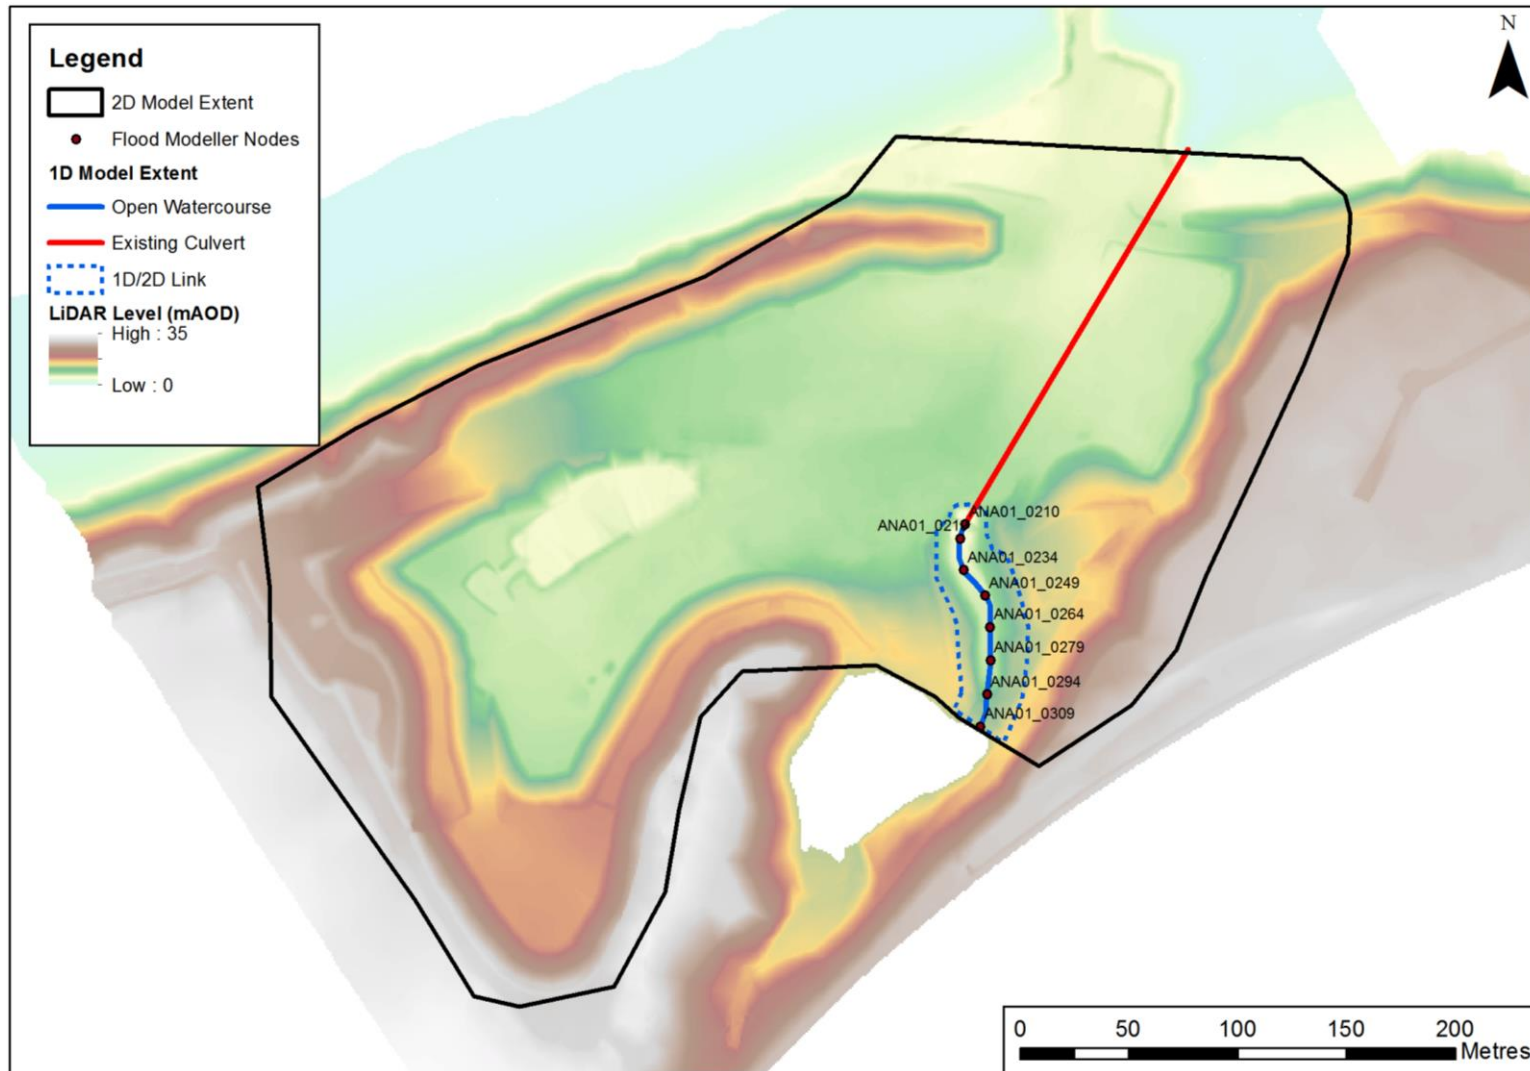 N
Legend
2D Model Extent
Flood Modeller Nodes
1D Model Extent
Open Watercourse
Existing Culvert
1D/2D Link
LiDAR Level (mAOD)
High : 35
Low : 0
ANA01_0210
ANA01_0234
ANA01_0249
ANA01_0264
ANA01_0279
ANA01_0294
ANA01_0309
0 50 100 150 200
Metres